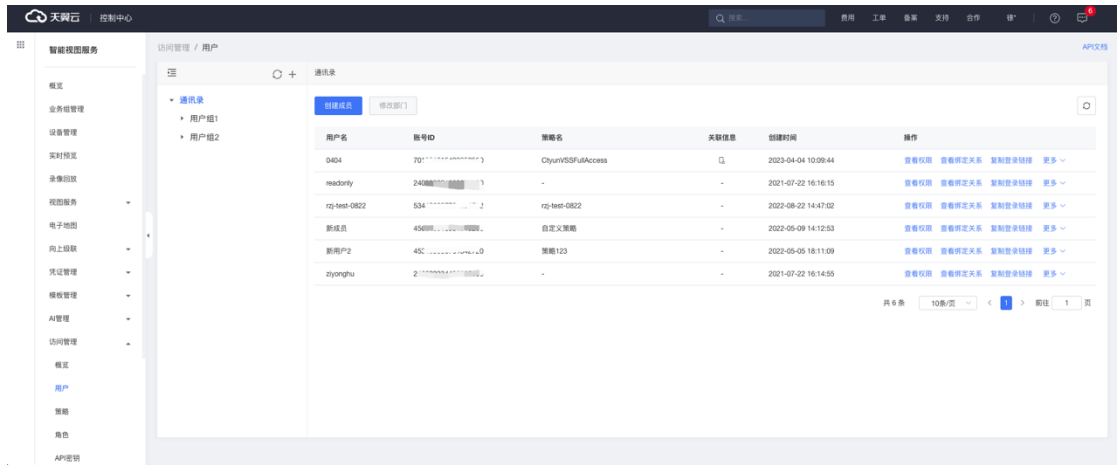 天翼云 控制中心 搜索... 费用 工单 备案 支持 合作 6
智能视图服务 访问管理 / 用户 API文档
概览
业务组管理
设备管理
实时预览
录像回放
视图服务
电子地图
向上级联
凭证管理
模板管理
AI管理
访问管理
概览
用户
策略
角色
API密钥
通讯录
用户组1
用户组2
通讯录
创建成员 修改部门
用户名 账号ID 策略名 关联信息 创建时间 操作
0404 CtyunVSSFullAccess 2023-04-04 10:09:44 查看权限 查看绑定关系 复制登录链接 更多
readonly - - 2021-07-22 16:16:15 查看权限 查看绑定关系 复制登录链接 更多
rzj-test-0822 rzj-test-0822 - 2022-08-22 14:47:02 查看权限 查看绑定关系 复制登录链接 更多
新成员 自定义策略 - 2022-05-09 14:12:53 查看权限 查看绑定关系 复制登录链接 更多
新用户2 策略123 - 2022-05-05 18:11:09 查看权限 查看绑定关系 复制登录链接 更多
ziyonghu - - 2021-07-22 16:14:55 查看权限 查看绑定关系 复制登录链接 更多
共 6 条 10条/页 1 前往 1 页